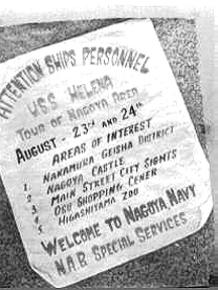 ATTENTION SHIPS PERSONNEL
USS HELENA
TOUR OF NAGOYA AREA
AUGUST - 23RD AND 24TH
AREAS OF INTEREST
1. NAKAMURA GEISHA DISTRICT
2. NAGOYA CASTLE
3. MAIN STREET CITY SIGHTS
4. OSU SHOPPING CENER
5. HIGASHIYAMA ZOO
WELCOME TO NAGOYA NAVY
N.A.B SPECIAL SERVICES